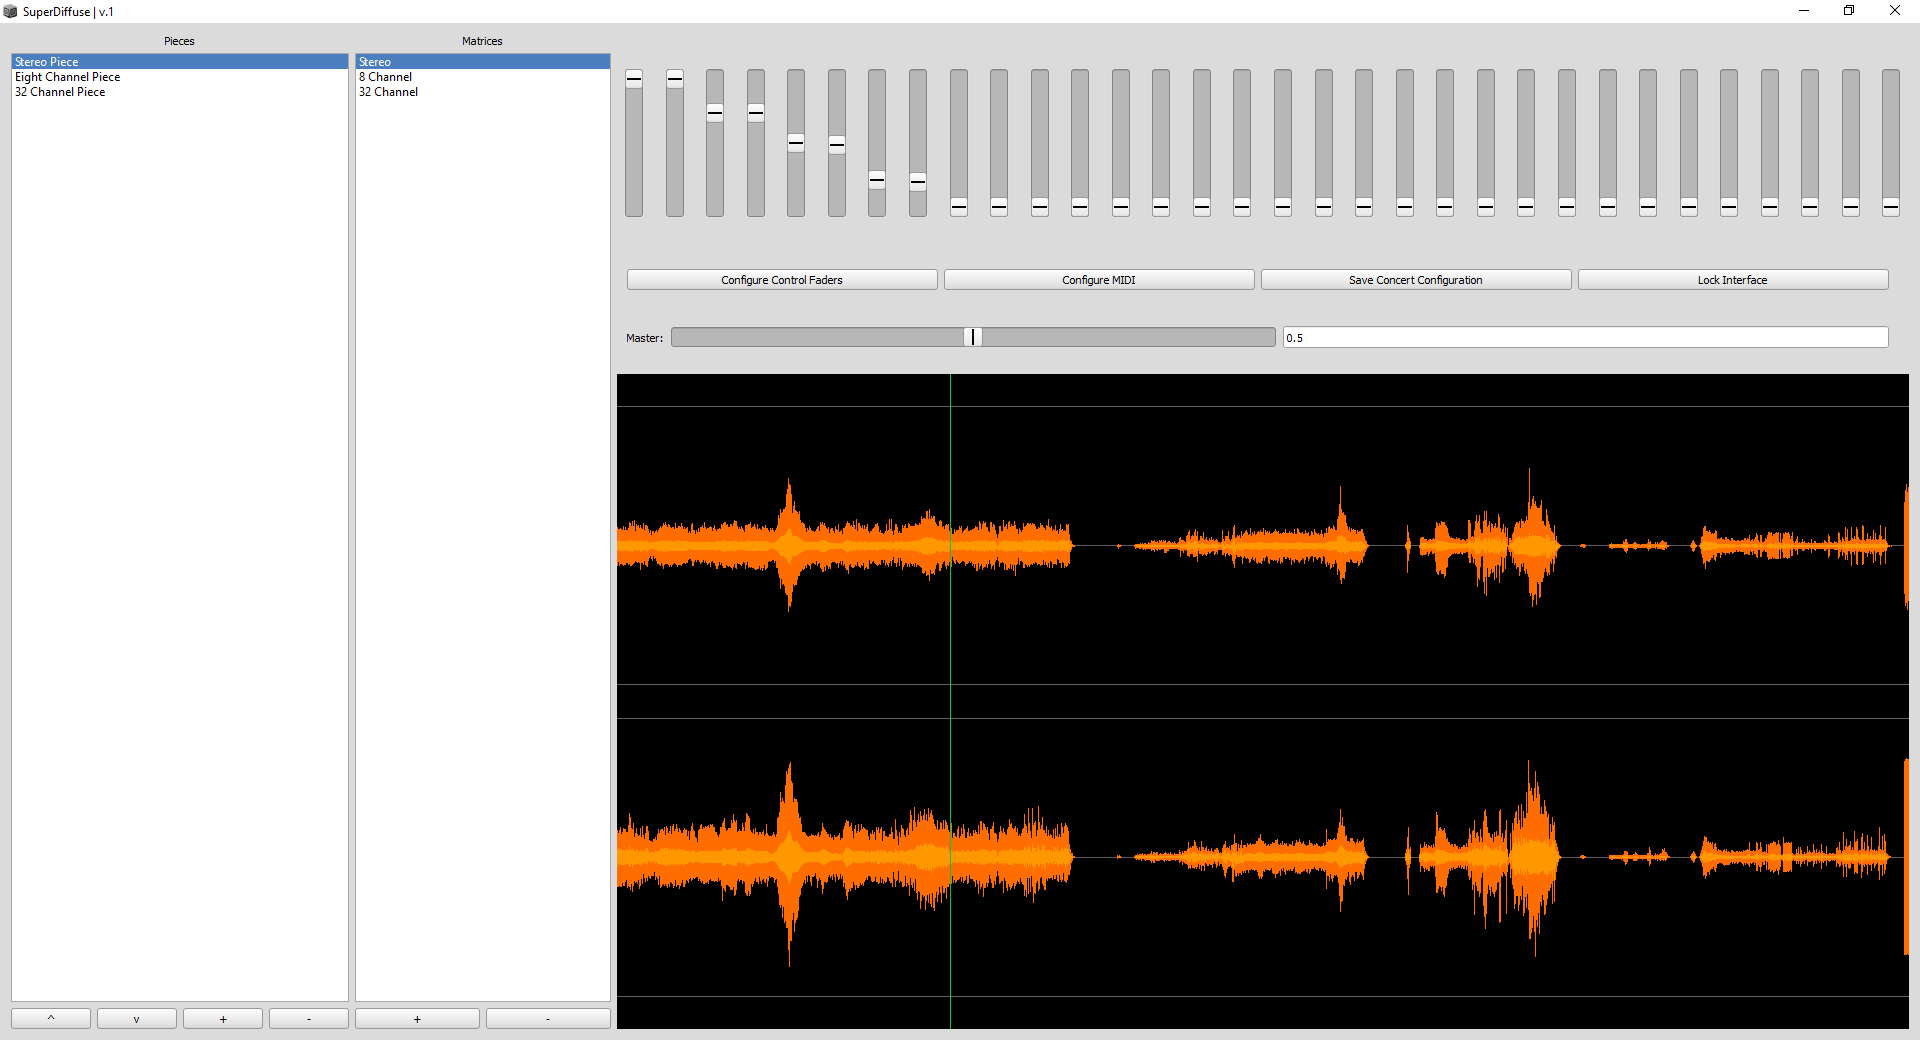 SuperDiffuse | v.1
Pieces
Matrices
Stereo Piece
Eight Channel Piece
32 Channel Piece
Stereo
8 Channel
32 Channel
Configure Control Faders
Configure MIDI
Save Concert Configuration
Lock Interface
Master:
0.5
^
v
+
-
+
-